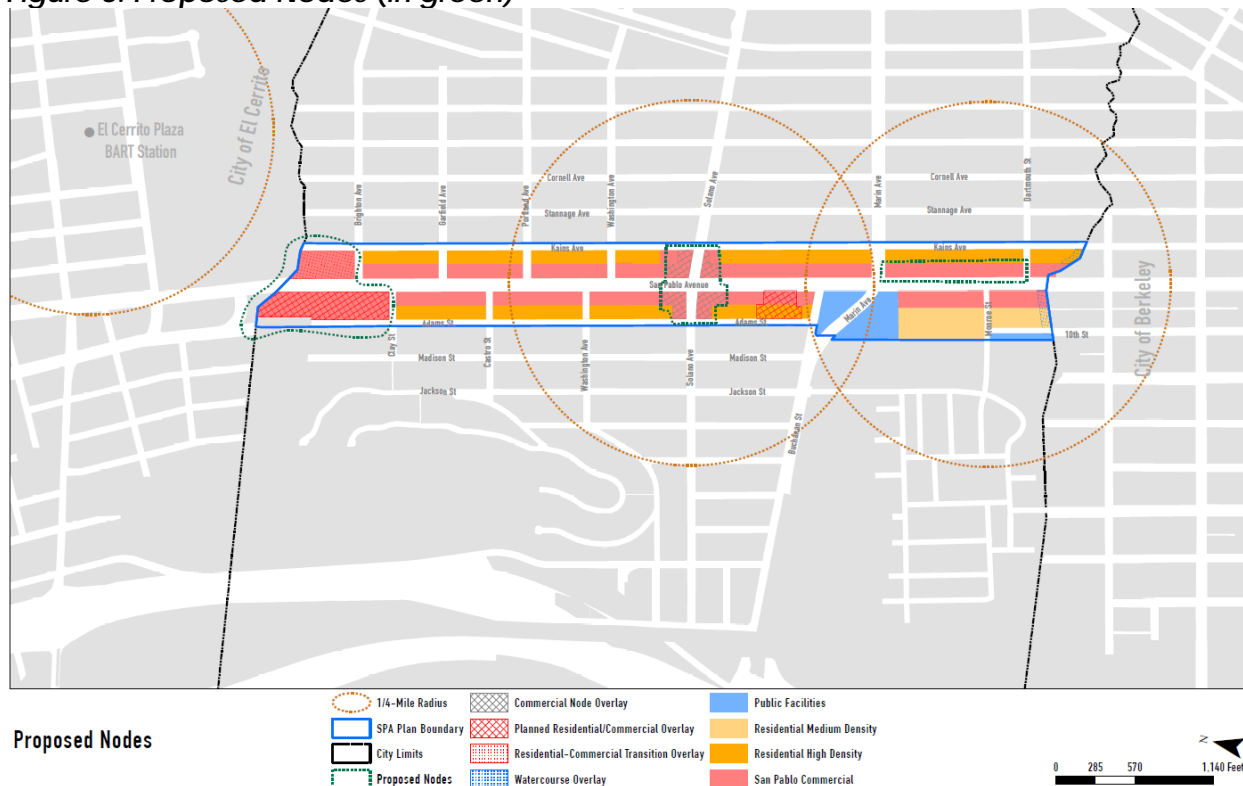 Figure 3. Proposed Nodes (in green)
El Cerrito Plaza
BART Station
City of El Cerrito
Cornell Ave
Cornell Ave
Brighton Ave
Garfield Ave
Portland Ave
Washington Ave
Solano Ave
Marin Ave
Dartmouth St
Stannage Ave
Stannage Ave
Kains Ave
Kains Ave
San Pablo Avenue
Marin Ave
Monroe St
City of Berkeley
Adams St
Adams St
10th St
Clay St
Castro St
Washington Ave
Solano Ave
Madison St
Madison St
Jackson St
Jackson St
Buchanan St
Proposed Nodes
1/4-Mile Radius
SPA Plan Boundary
City Limits
Proposed Nodes
Commercial Node Overlay
Planned Residential/Commercial Overlay
Residential-Commercial Transition Overlay
Watercourse Overlay
Public Facilities
Residential Medium Density
Residential High Density
San Pablo Commercial
N
0 285 570 1,140 Feet